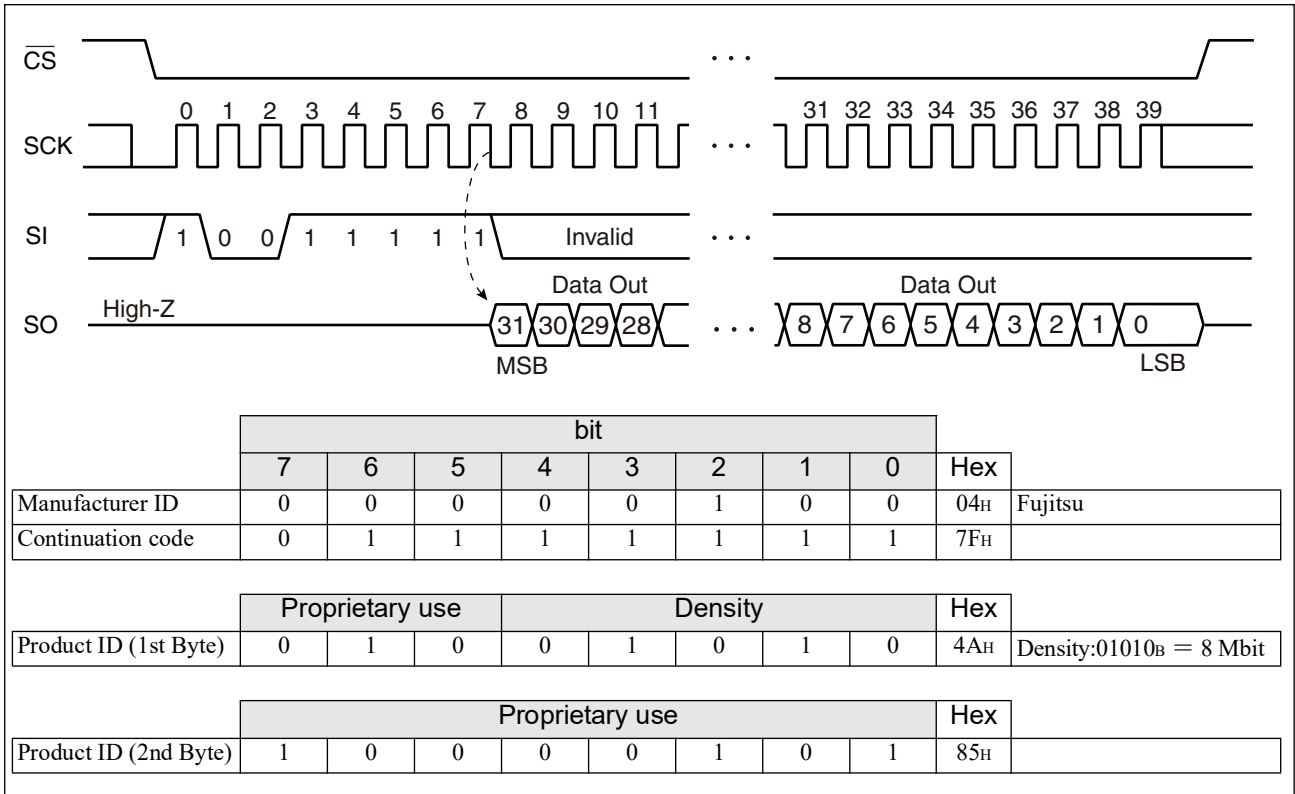 CS . . .
0 1 2 3 4 5 6 7 8 9 10 11 31 32 33 34 35 36 37 38 39
SCK . . .
SI 1 0 0 1 1 1 1 1 Invalid . . .
Data Out Data Out
High-Z
SO 31 30 29 28 . . . 8 7 6 5 4 3 2 1 0
MSB LSB
bit
7 6 5 4 3 2 1 0 Hex
Manufacturer ID 0 0 0 0 0 1 0 0 04H Fujitsu
Continuation code 0 1 1 1 1 1 1 1 7FH
Proprietary use Density Hex
Product ID (1st Byte) 0 1 0 0 1 0 1 0 4AH Density:01010B = 8 Mbit
Proprietary use Hex
Product ID (2nd Byte) 1 0 0 0 0 1 0 1 85H